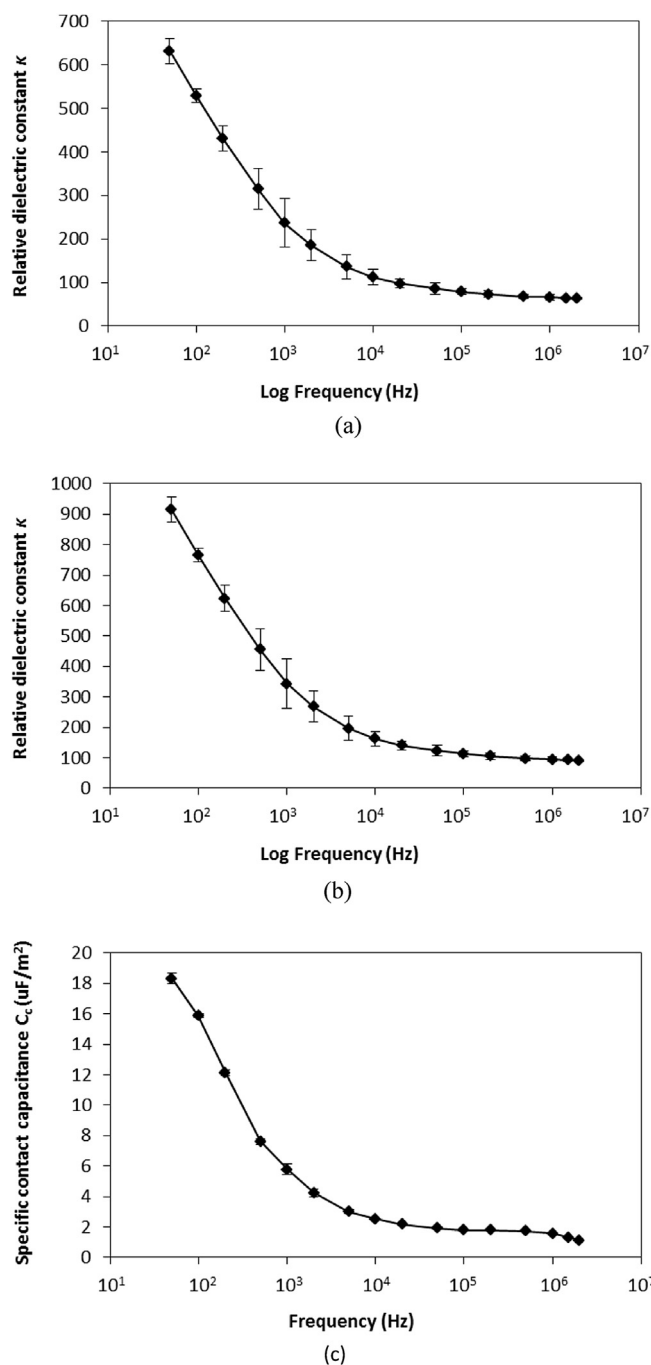 700
600
500
400
300
200
100
0
Relative dielectric constant κ
10¹ 10² 10³ 10⁴ 10⁵ 10⁶ 10⁷
Log Frequency (Hz)
(a)
1000
900
800
700
600
500
400
300
200
100
0
Relative dielectric constant κ
10¹ 10² 10³ 10⁴ 10⁵ 10⁶ 10⁷
Log Frequency (Hz)
(b)
20
18
16
14
12
10
8
6
4
2
0
Specific contact capacitance Cc (uF/m²)
10¹ 10² 10³ 10⁴ 10⁵ 10⁶ 10⁷
Frequency (Hz)
(c)